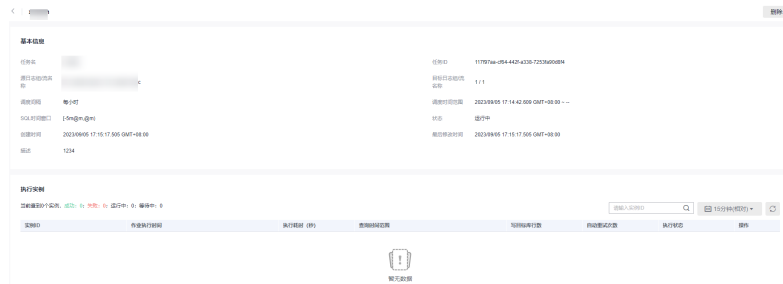 删除
基本信息
任务名
任务ID 117f97aa-cf64-442f-a338-7253fa90d8f4
源日志组/流名称
目标日志组/流名称 1 / 1
调度间隔 每小时
调度时间范围 2023/09/05 17:14:42.609 GMT+08:00 ~ --
SQL时间窗口 [-5m@m,@m)
状态 运行中
创建时间 2023/09/05 17:15:17.505 GMT+08:00
最后修改时间 2023/09/05 17:15:17.505 GMT+08:00
描述 1234
执行实例
当前查到0个实例，成功：0；失败：0；运行中：0；等待中：0
请输入实例ID
15分钟(相对)
实例ID 作业执行时间 执行耗时（秒） 查询时间范围 写目标库行数 自动重试次数 执行状态 操作
暂无数据